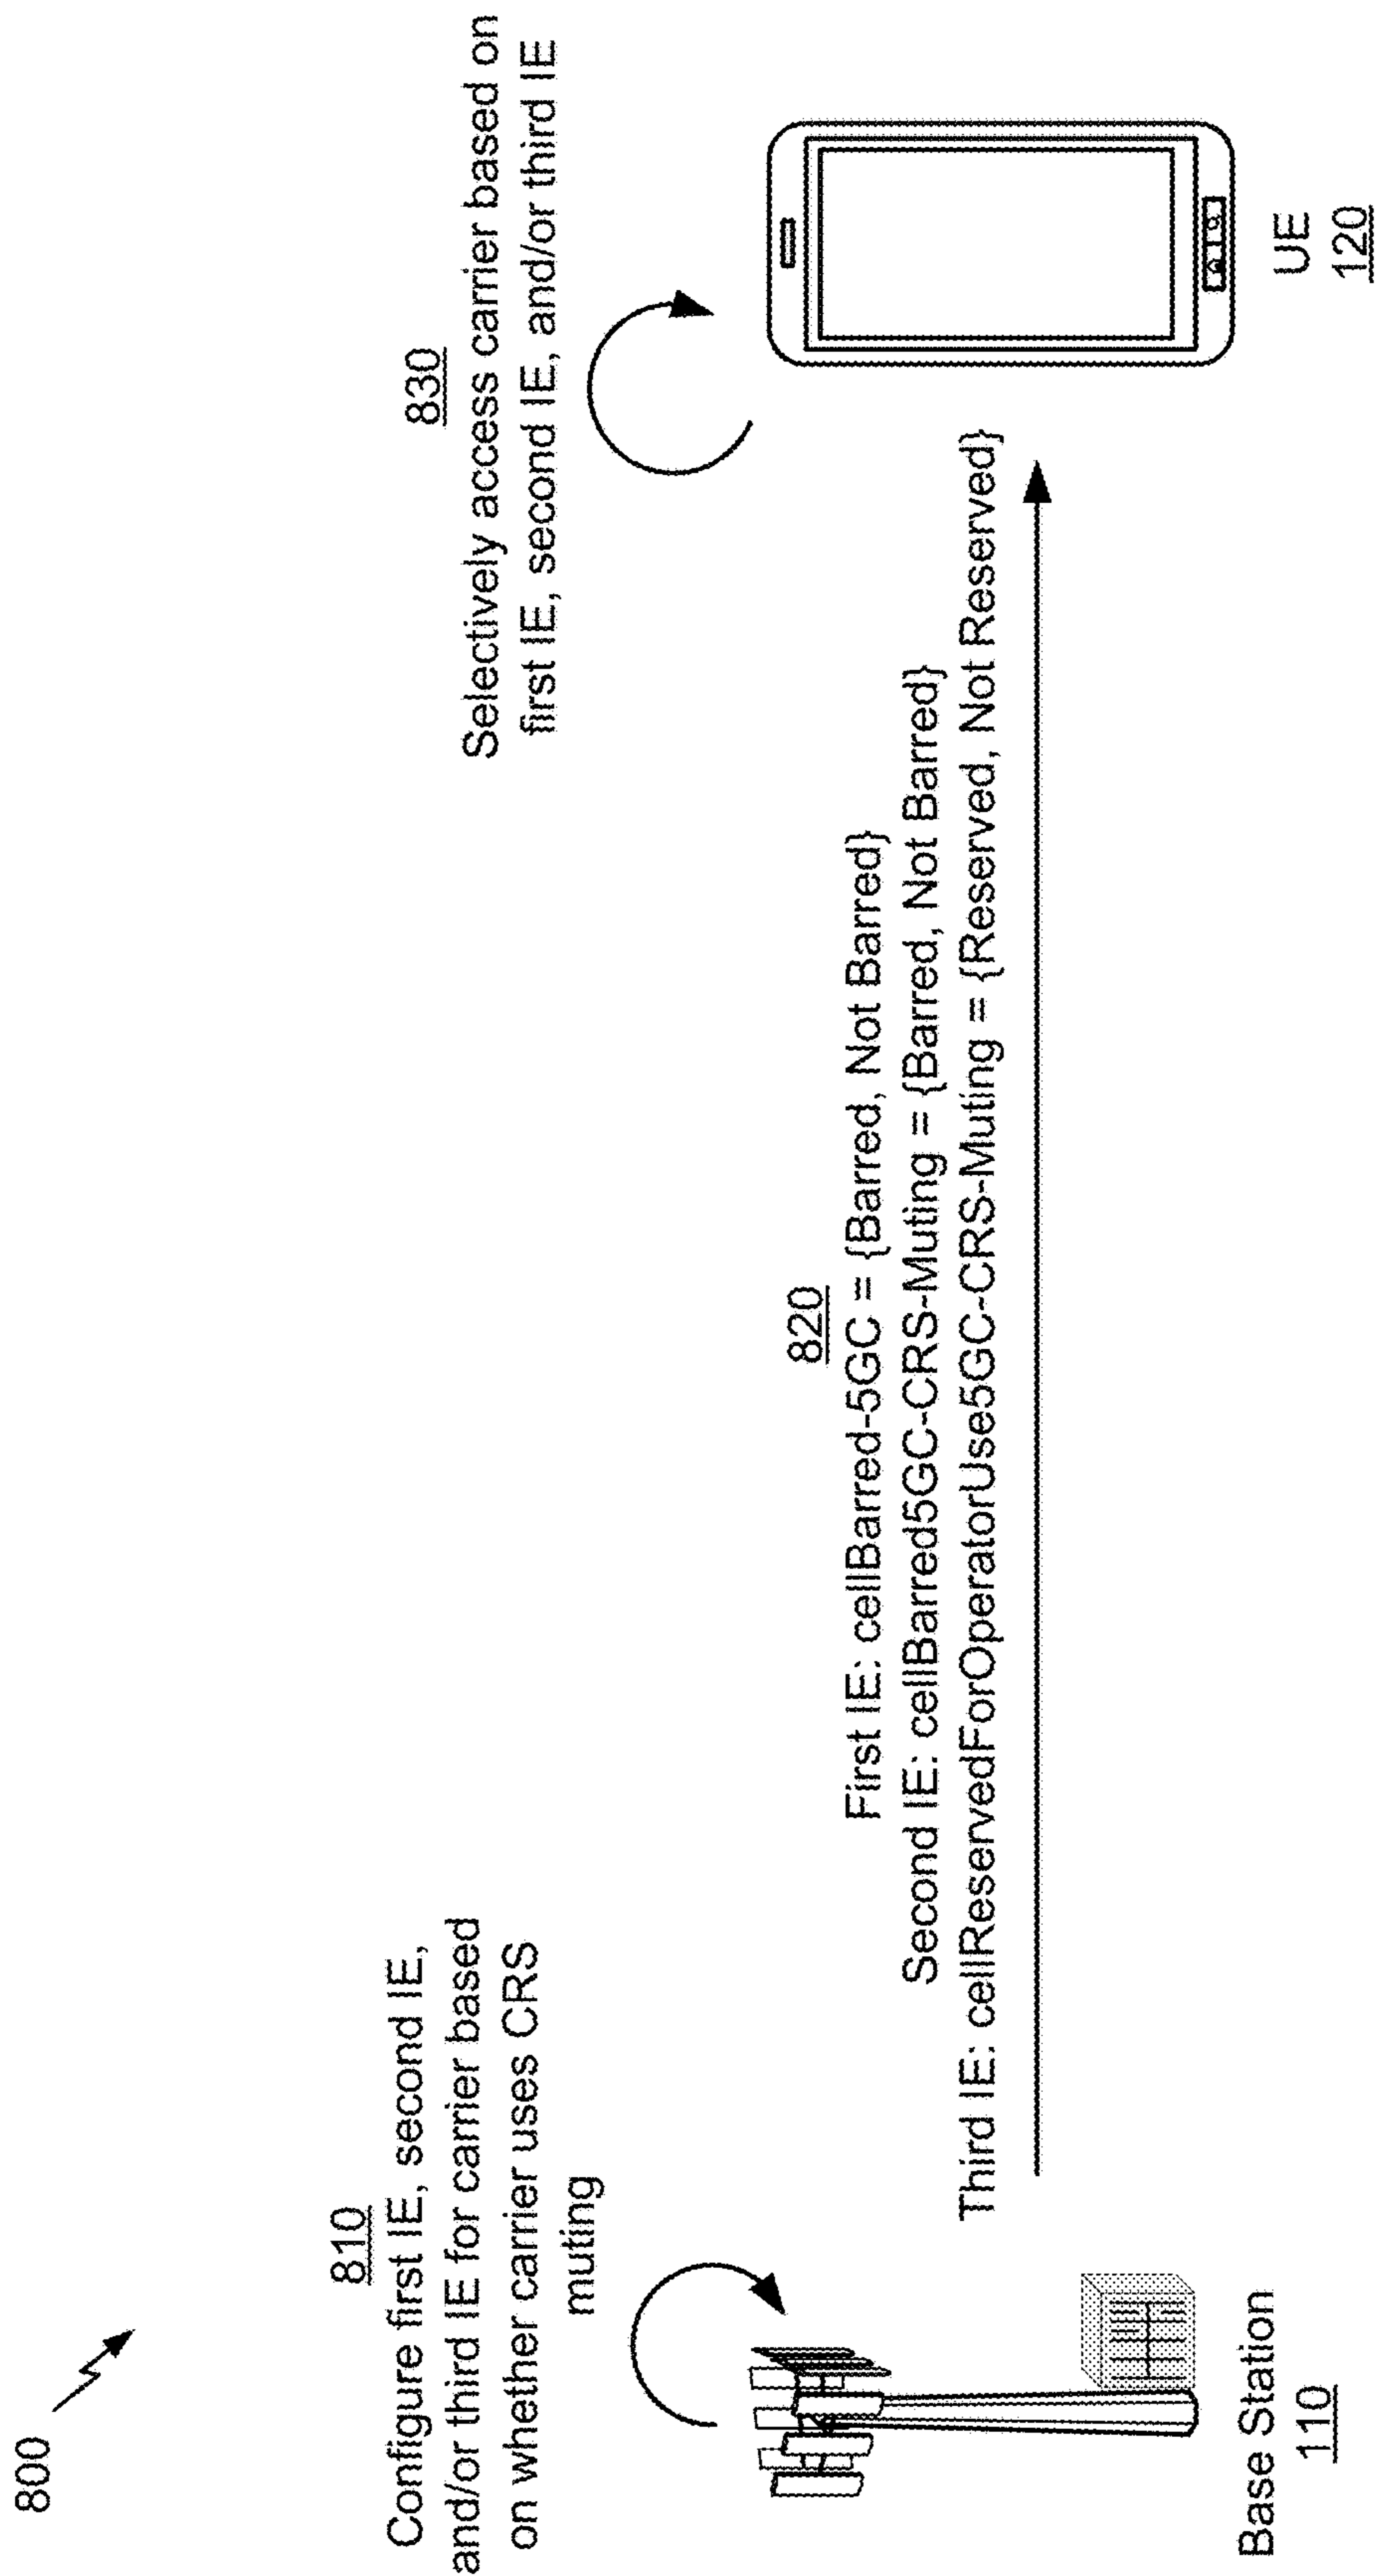 800
810
Configure first IE, second IE,
and/or third IE for carrier based
on whether carrier uses CRS
muting
820
First IE: cellBarred-5GC = {Barred, Not Barred}
Second IE: cellBarred5GC-CRS-Muting = {Barred, Not Barred}
Third IE: cellReservedForOperatorUse5GC-CRS-Muting = {Reserved, Not Reserved}
830
Selectively access carrier based on
first IE, second IE, and/or third IE
Base Station
110
UE
120